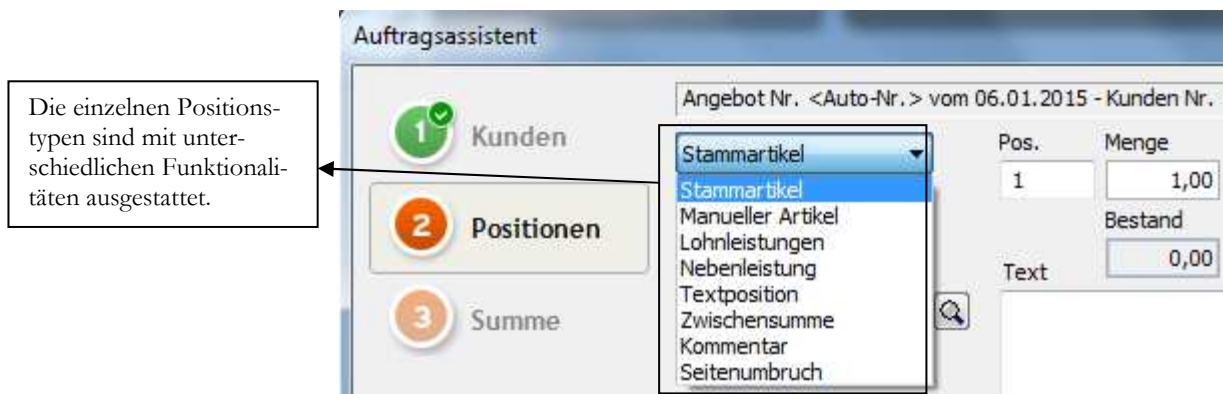 Auftragsassistent
Die einzelnen Positions-
typen sind mit unter-
schiedlichen Funktionali-
täten ausgestattet.
1 Kunden
2 Positionen
3 Summe
Angebot Nr. <Auto-Nr.> vom 06.01.2015 - Kunden Nr.
Stammartikel
Stammartikel
Manueller Artikel
Lohnleistungen
Nebenleistung
Textposition
Zwischensumme
Kommentar
Seitenumbruch
Pos. Menge
1 1,00
Bestand
0,00
Text